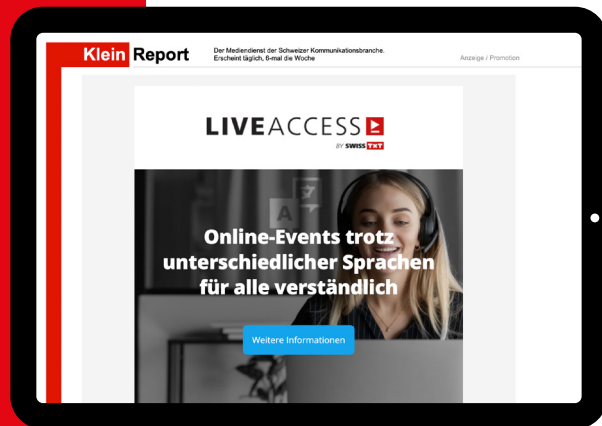 Klein Report
Der Mediendienst der Schweizer Kommunikationsbranche.
Erscheint täglich, 6-mal die Woche
Anzeige / Promotion
LIVEACCESS
BY SWISS TXT
A
Online-Events trotz
unterschiedlicher Sprachen
für alle verständlich
Weitere Informationen